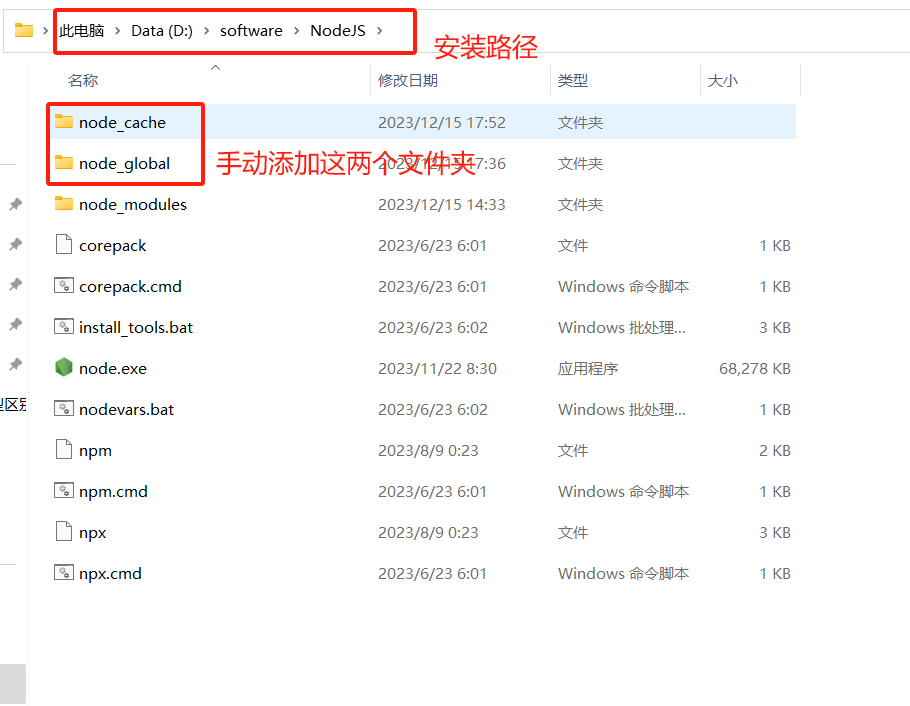 此电脑 › Data (D:) › software › NodeJS ›
安装路径
名称 修改日期 类型 大小
node_cache 2023/12/15 17:52 文件夹
node_global 手动添加这两个文件夹 17:36 文件夹
node_modules 2023/12/15 14:33 文件夹
corepack 2023/6/23 6:01 文件 1 KB
corepack.cmd 2023/6/23 6:01 Windows 命令脚本 1 KB
install_tools.bat 2023/6/23 6:02 Windows 批处理... 3 KB
node.exe 2023/11/22 8:30 应用程序 68,278 KB
nodevars.bat 2023/6/23 6:02 Windows 批处理... 1 KB
npm 2023/8/9 0:23 文件 2 KB
npm.cmd 2023/6/23 6:01 Windows 命令脚本 1 KB
npx 2023/8/9 0:23 文件 3 KB
npx.cmd 2023/6/23 6:01 Windows 命令脚本 1 KB